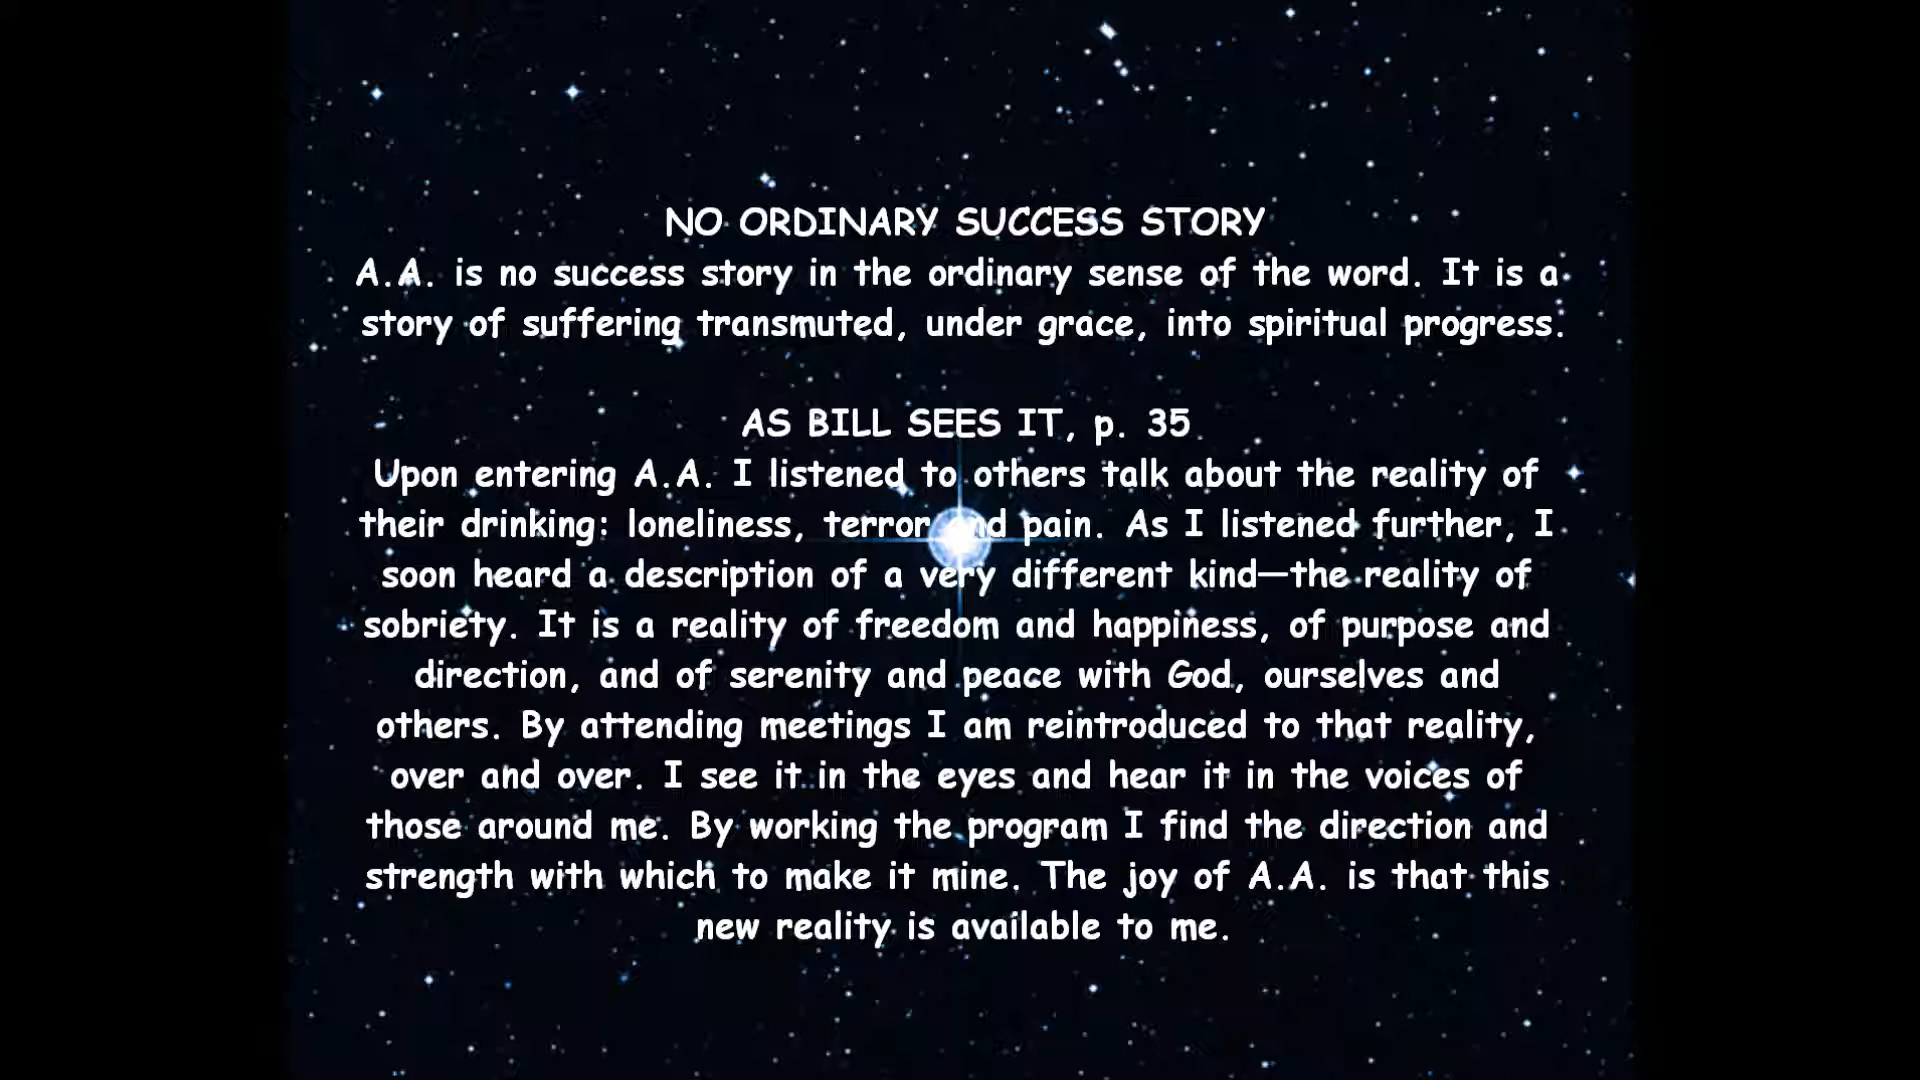 NO ORDINARY SUCCESS STORY
A.A. is no success story in the ordinary sense of the word. It is a
story of suffering transmuted, under grace, into spiritual progress.
AS BILL SEES IT, p. 35
Upon entering A.A. I listened to others talk about the reality of
their drinking: loneliness, terror and pain. As I listened further, I
soon heard a description of a very different kind—the reality of
sobriety. It is a reality of freedom and happiness, of purpose and
direction, and of serenity and peace with God, ourselves and
others. By attending meetings I am reintroduced to that reality,
over and over. I see it in the eyes and hear it in the voices of
those around me. By working the program I find the direction and
strength with which to make it mine. The joy of A.A. is that this
new reality is available to me.